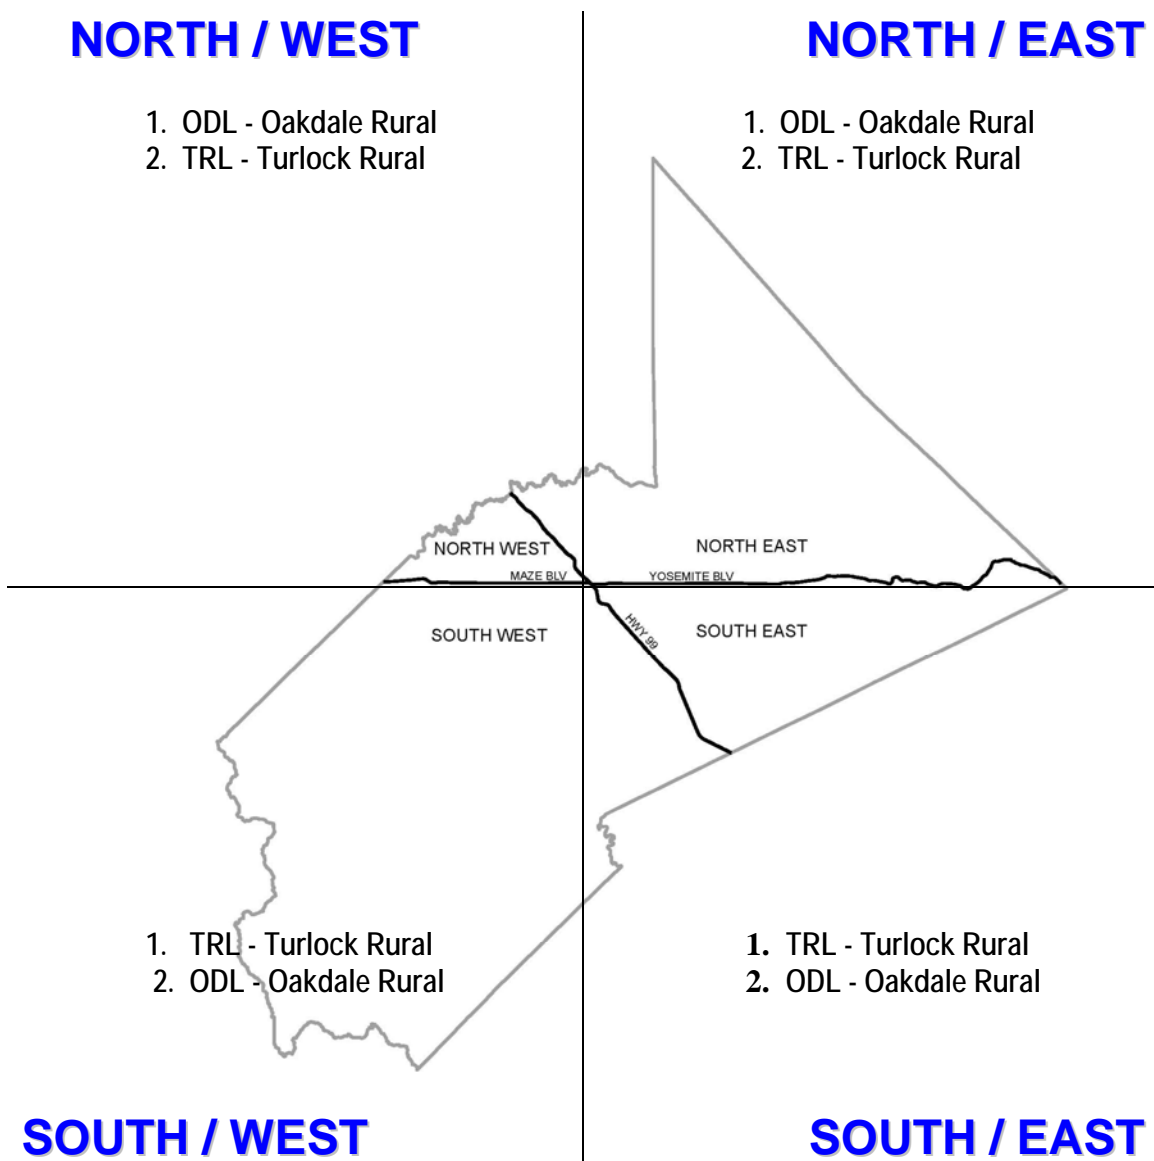 NORTH / WEST
NORTH / EAST
1. ODL - Oakdale Rural
2. TRL - Turlock Rural
1. ODL - Oakdale Rural
2. TRL - Turlock Rural
NORTH WEST
NORTH EAST
MAZE BLV
YOSEMITE BLV
SOUTH WEST
HWY 99
SOUTH EAST
1. TRL - Turlock Rural
2. ODL - Oakdale Rural
1. TRL - Turlock Rural
2. ODL - Oakdale Rural
SOUTH / WEST
SOUTH / EAST